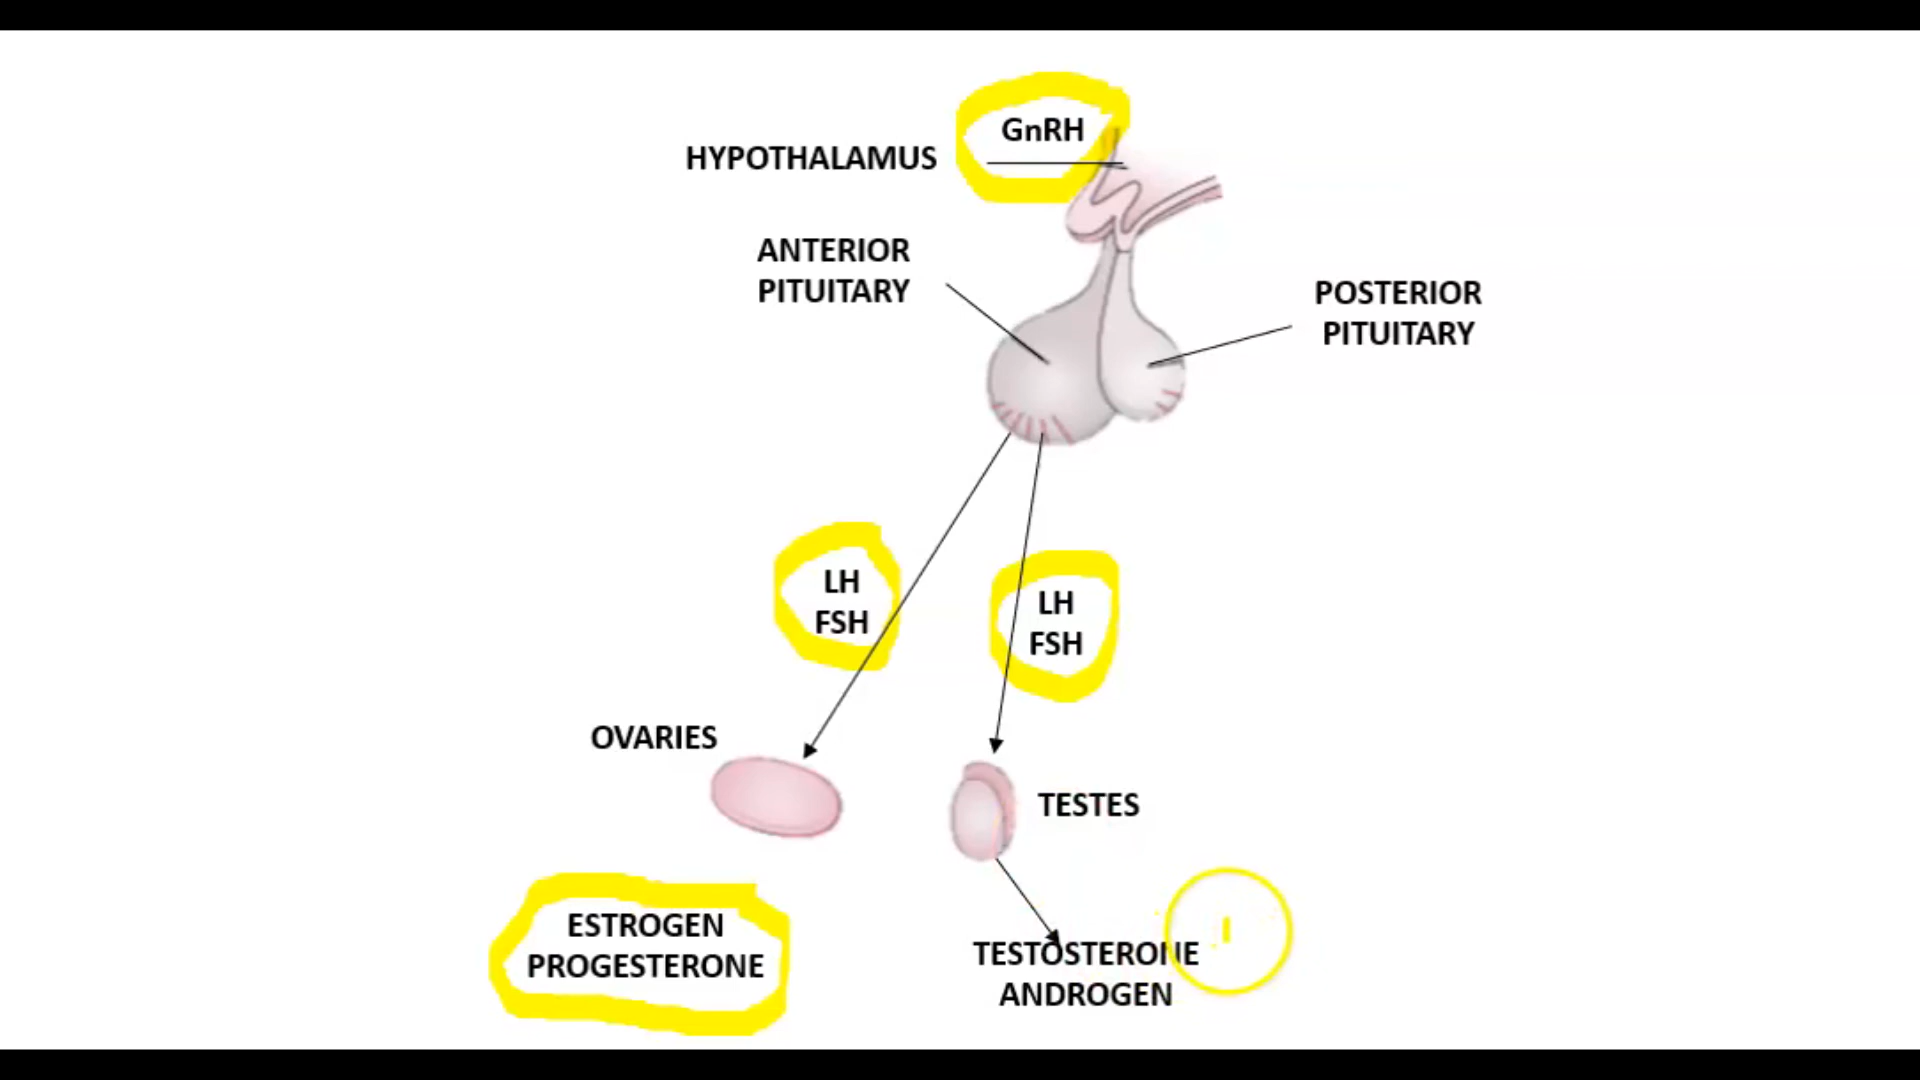 GnRH
HYPOTHALAMUS
ANTERIOR
PITUITARY
POSTERIOR
PITUITARY
LH
FSH
LH
FSH
OVARIES
TESTES
ESTROGEN
PROGESTERONE
TESTOSTERONE
ANDROGEN